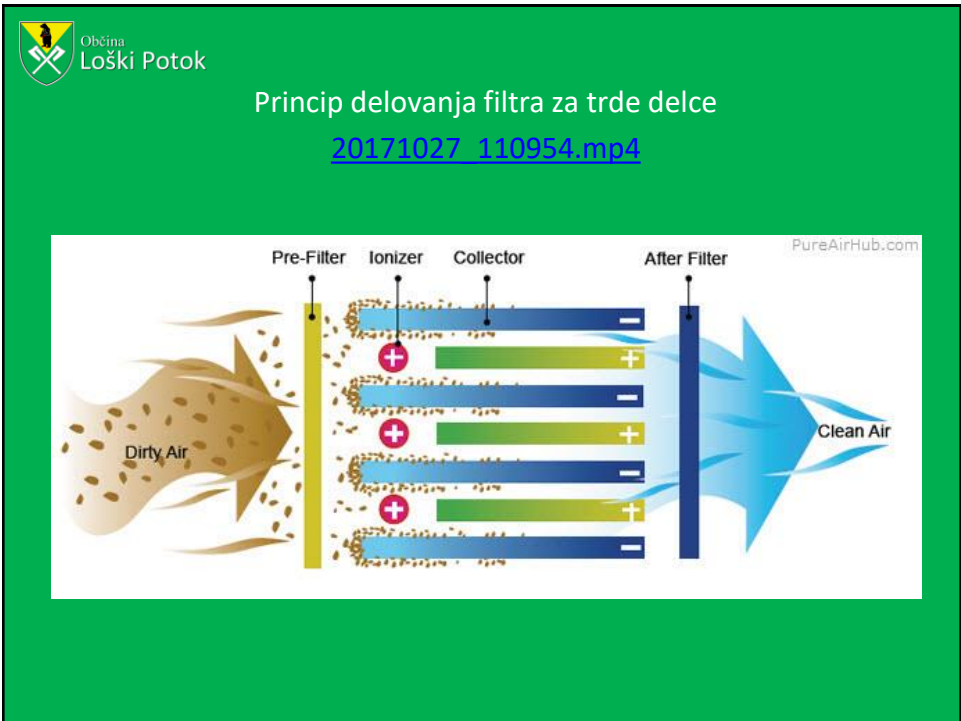 Občina
Loški Potok
Princip delovanja filtra za trde delce
20171027_110954.mp4
PureAirHub.com
Pre-Filter Ionizer Collector After Filter
−
+ +
−
+ +
Dirty Air Clean Air
−
+ +
−